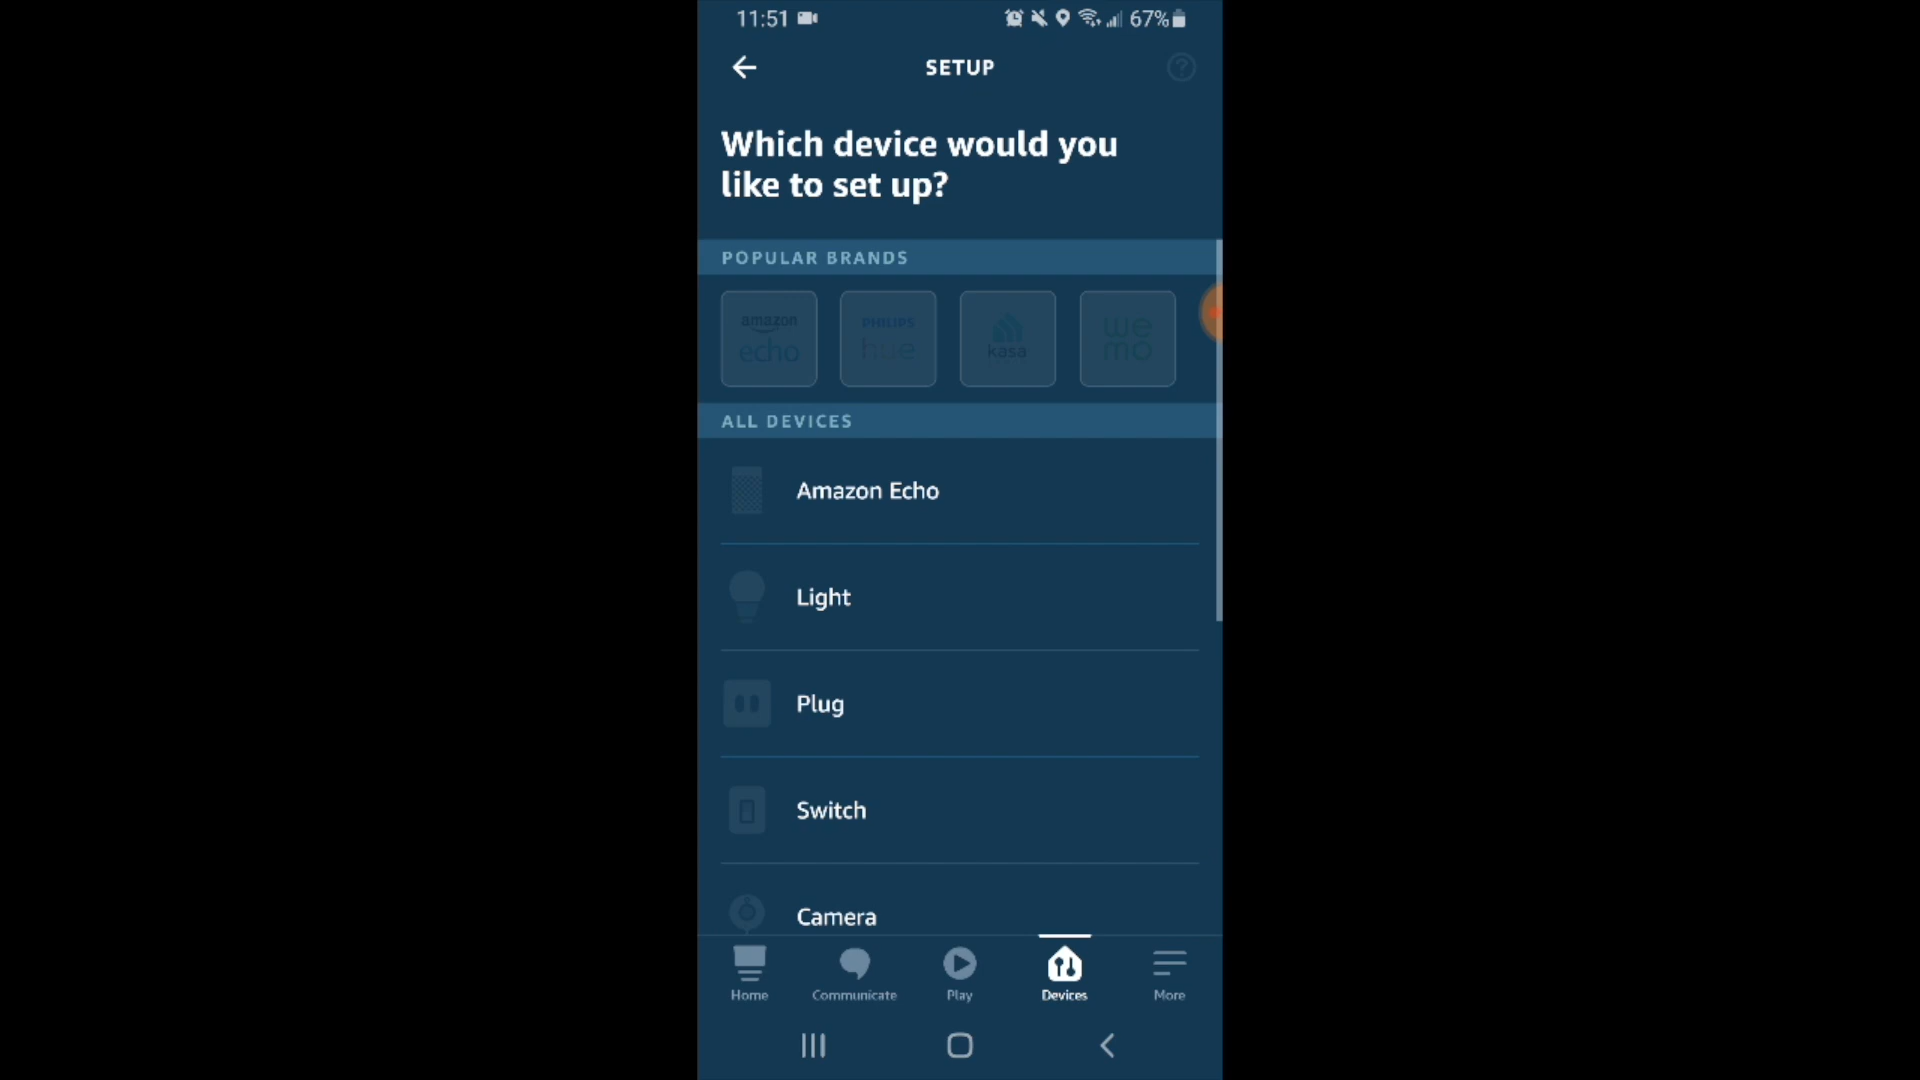 11:51
67%
SETUP
Which device would you
like to set up?
POPULAR BRANDS
amazon
echo
PHILIPS
hue
kasa
we
mo
ALL DEVICES
Amazon Echo
Light
Plug
Switch
Camera
Home
Communicate
Play
Devices
More